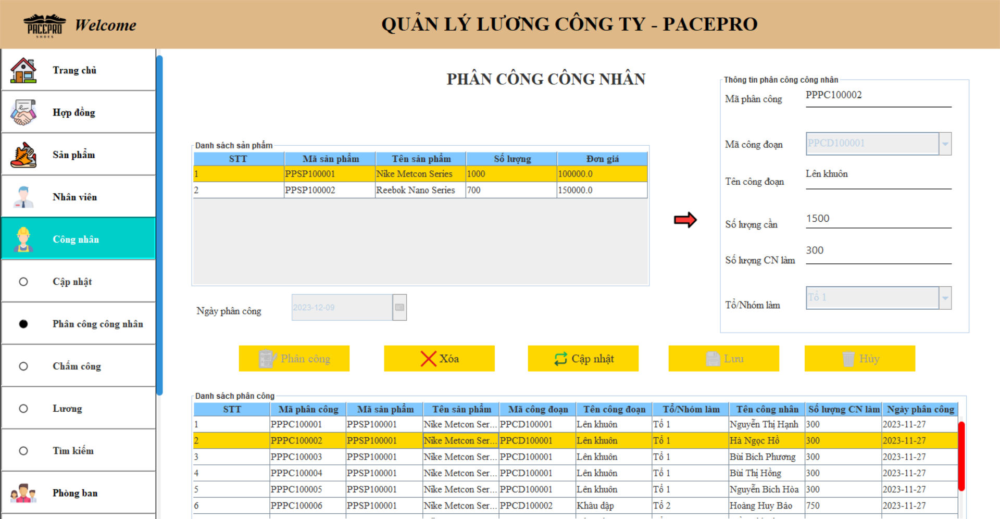 PACEPRO
SHOES
Welcome
QUẢN LÝ LƯƠNG CÔNG TY - PACEPRO
Trang chủ
Hợp đồng
Sản phẩm
Nhân viên
Công nhân
Cập nhật
Phân công công nhân
Chấm công
Lương
Tìm kiếm
Phòng ban
PHÂN CÔNG CÔNG NHÂN
Danh sách sản phẩm
STT Mã sản phẩm Tên sản phẩm Số lượng Đơn giá
1 PPSP100001 Nike Metcon Series 1000 100000.0
2 PPSP100002 Reebok Nano Series 700 150000.0
Ngày phân công 2023-12-09
Thông tin phân công công nhân
Mã phân công PPPC100002
Mã công đoạn PPCD100001
Tên công đoạn Lên khuôn
Số lượng cần 1500
Số lượng CN làm 300
Tổ/Nhóm làm Tổ 1
Phân công Xóa Cập nhật Lưu Hủy
Danh sách phân công
STT Mã phân công Mã sản phẩm Tên sản phẩm Mã công đoạn Tên công đoạn Tổ/Nhóm làm Tên công nhân Số lượng CN làm Ngày phân công
1 PPPC100001 PPSP100001 Nike Metcon Ser... PPCD100001 Lên khuôn Tổ 1 Nguyễn Thị Hạnh 300 2023-11-27
2 PPPC100002 PPSP100001 Nike Metcon Ser... PPCD100001 Lên khuôn Tổ 1 Hà Ngọc Hồ 300 2023-11-27
3 PPPC100003 PPSP100001 Nike Metcon Ser... PPCD100001 Lên khuôn Tổ 1 Bùi Bích Phương 300 2023-11-27
4 PPPC100004 PPSP100001 Nike Metcon Ser... PPCD100001 Lên khuôn Tổ 1 Bùi Thị Hồng 300 2023-11-27
5 PPPC100005 PPSP100001 Nike Metcon Ser... PPCD100001 Lên khuôn Tổ 1 Nguyễn Bích Hòa 300 2023-11-27
6 PPPC100006 PPSP100001 Nike Metcon Ser... PPCD100002 Khâu dập Tổ 2 Hoàng Huy Bảo 750 2023-11-27